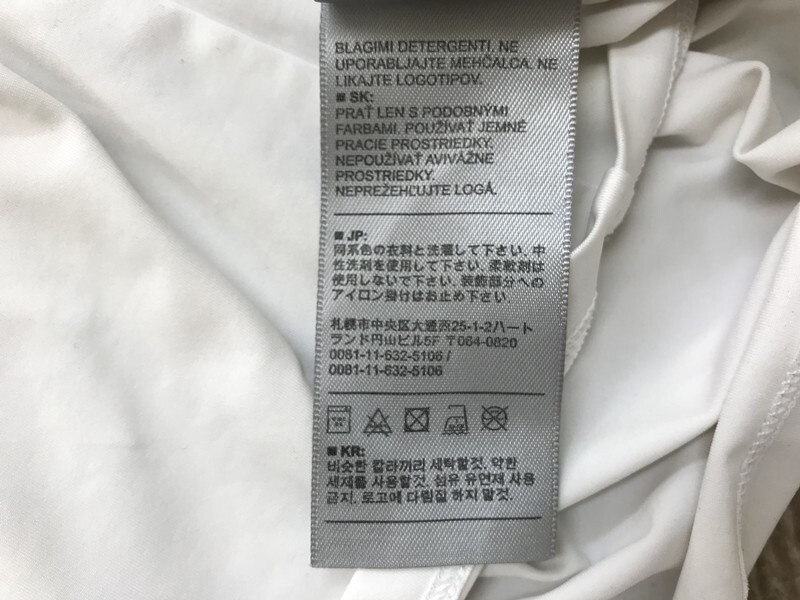 BLAGIMI DETERGENTI. NE
UPORABLJAJTE MEHČALCA. NE
LIKAJTE LOGOTIPOV.
■ SK:
PRAŤ LEN S PODOBNÝMI
FARBAMI. POUŽÍVAŤ JEMNÉ
PRACIE PROSTRIEDKY.
NEPOUŽÍVAŤ AVIVÁŽNE
PROSTRIEDKY.
NEPREŽEHĽUJTE LOGÁ.
■ JP:
同系色の衣料と洗濯して下さい. 中
性洗剤を使用して下さい. 柔軟剤は
使用しないで下さい. 装飾部分への
アイロン掛けはお止め下さい.
札幌市中央区大通西25-1-2ハート
ランド円山ビル5F 〒064-0820
0081-11-632-5106 /
0081-11-632-5106
■ KR:
비슷한 칼라끼리 세탁할것. 약한
세제를 사용할것. 섬유 유연제 사용
금지. 로고에 다림질 하지 말것.